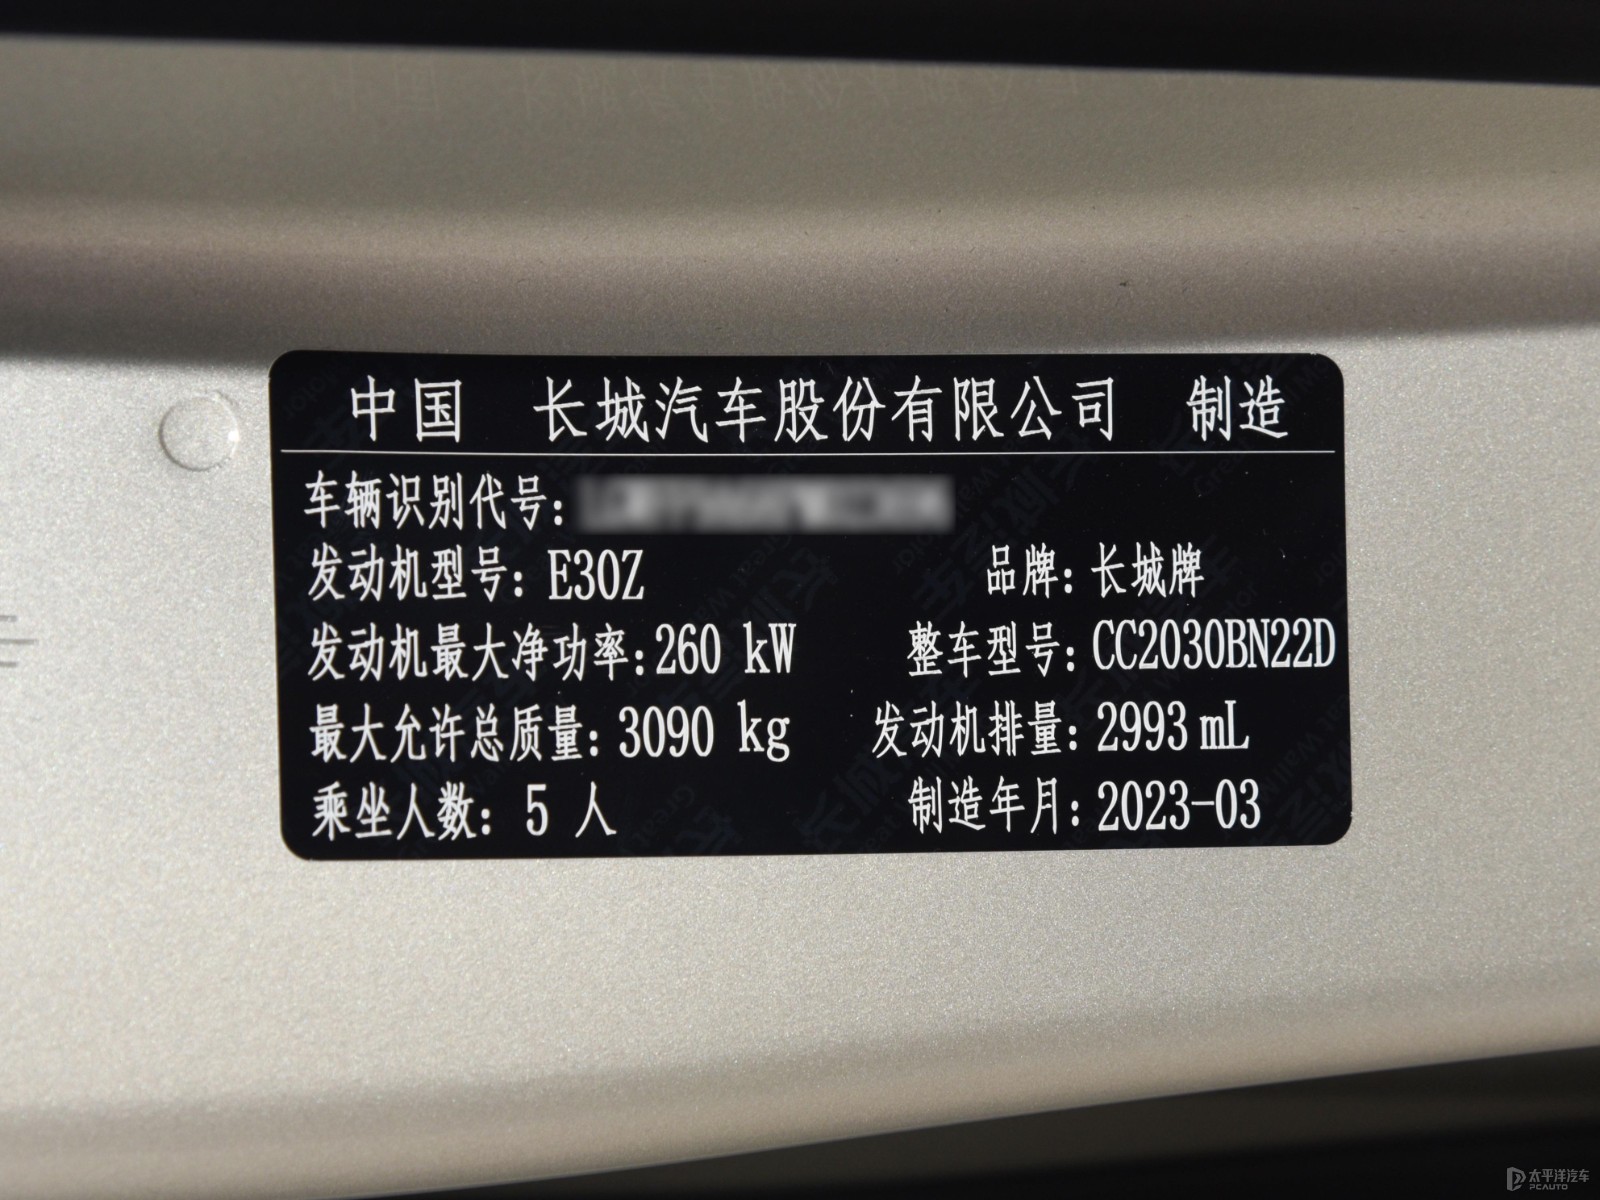 中国 长城汽车股份有限公司 制造
车辆识别代号:
发动机型号: E30Z 品牌: 长城牌
发动机最大净功率: 260 kW 整车型号: CC2030BN22D
最大允许总质量: 3090 kg 发动机排量: 2993 mL
乘坐人数: 5 人 制造年月: 2023-03
太平洋汽车
PCAUTO